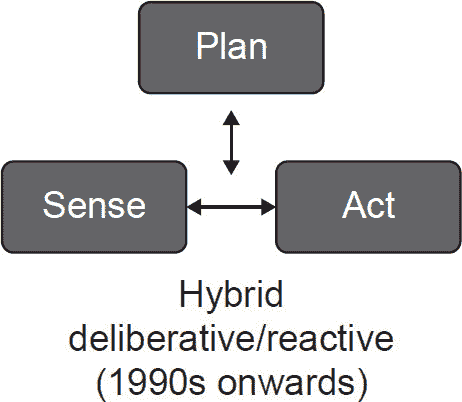 Plan
Sense
Act
Hybrid
deliberative/reactive
(1990s onwards)